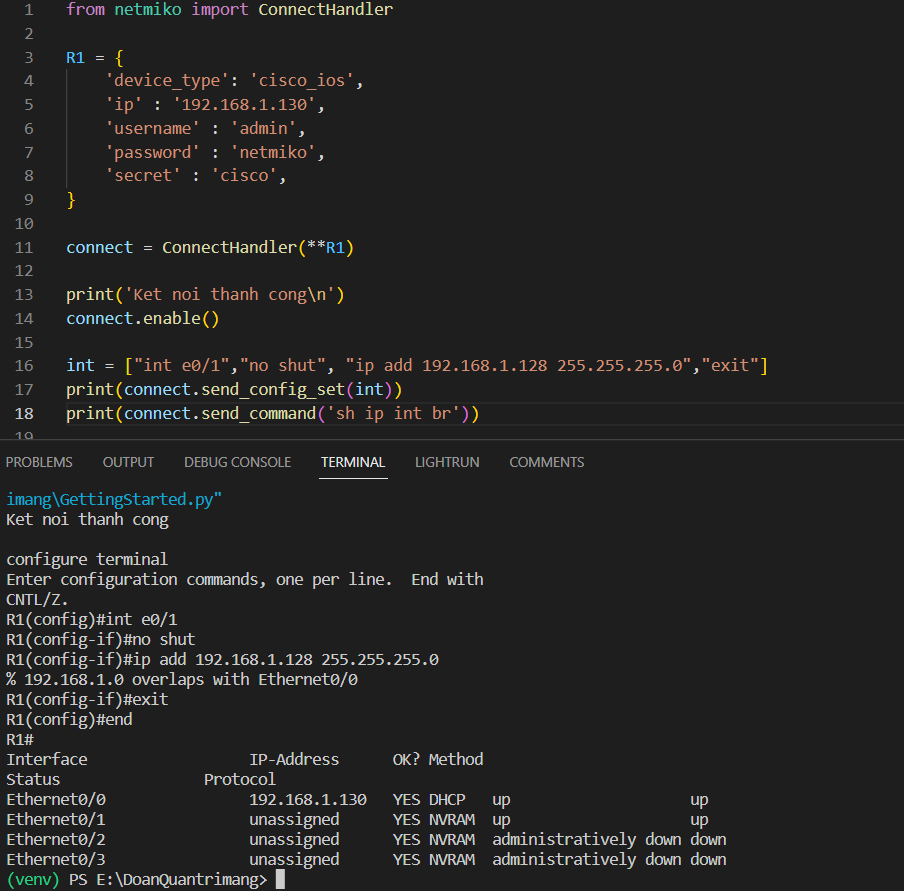 1 from netmiko import ConnectHandler
2
3 R1 = {
4 'device_type': 'cisco_ios',
5 'ip' : '192.168.1.130',
6 'username' : 'admin',
7 'password' : 'netmiko',
8 'secret' : 'cisco',
9 }
10
11 connect = ConnectHandler(**R1)
12
13 print('Ket noi thanh cong\n')
14 connect.enable()
15
16 int = ["int e0/1","no shut", "ip add 192.168.1.128 255.255.255.0","exit"]
17 print(connect.send_config_set(int))
18 print(connect.send_command('sh ip int br'))
19
PROBLEMS OUTPUT DEBUG CONSOLE TERMINAL LIGHTRUN COMMENTS
imang\GettingStarted.py"
Ket noi thanh cong
configure terminal
Enter configuration commands, one per line.  End with
CNTL/Z.
R1(config)#int e0/1
R1(config-if)#no shut
R1(config-if)#ip add 192.168.1.128 255.255.255.0
% 192.168.1.0 overlaps with Ethernet0/0
R1(config-if)#exit
R1(config)#end
R1#
Interface IP-Address OK? Method
Status Protocol
Ethernet0/0 192.168.1.130 YES DHCP up up
Ethernet0/1 unassigned YES NVRAM up up
Ethernet0/2 unassigned YES NVRAM administratively down down
Ethernet0/3 unassigned YES NVRAM administratively down down
(venv) PS E:\DoanQuantrimang>